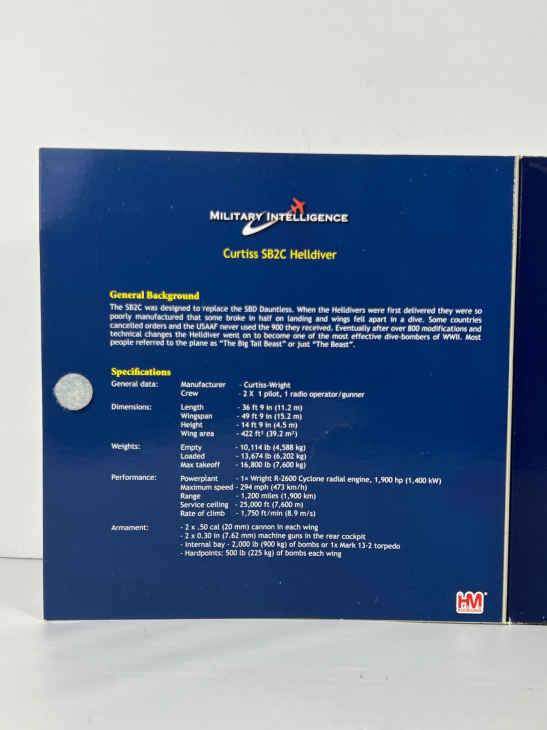 MILITARY INTELLIGENCE
Curtiss SB2C Helldiver
General Background
The SB2C was designed to replace the SBD Dauntless. When the Helldivers were first delivered they were so
poorly manufactured that some broke in half on landing and wings fell apart in a dive. Some countries
cancelled orders and the USAAF never used the 900 they received. Eventually after over 800 modifications and
technical changes the Helldiver went on to become one of the most effective dive-bombers of WWII. Most
people referred to the plane as "The Big Tail Beast" or just "The Beast".
Specifications
General data: Manufacturer - Curtiss-Wright
Crew - 2 X 1 pilot, 1 radio operator/gunner
Dimensions: Length - 36 ft 9 in (11.2 m)
Wingspan - 49 ft 9 in (15.2 m)
Height - 14 ft 9 in (4.5 m)
Wing area - 422 ft² (39.2 m²)
Weights: Empty - 10,114 lb (4,588 kg)
Loaded - 13,674 lb (6,202 kg)
Max takeoff - 16,800 lb (7,600 kg)
Performance: Powerplant - 1× Wright R-2600 Cyclone radial engine, 1,900 hp (1,400 kW)
Maximum speed - 294 mph (473 km/h)
Range - 1,200 miles (1,900 km)
Service ceiling - 25,000 ft (7,600 m)
Rate of climb - 1,750 ft/min (8.9 m/s)
Armament: - 2 x .50 cal (20 mm) cannon in each wing
- 2 x 0.30 in (7.62 mm) machine guns in the rear cockpit
- Internal bay - 2,000 lb (900 kg) of bombs or 1x Mark 13-2 torpedo
- Hardpoints: 500 lb (225 kg) of bombs each wing
HM